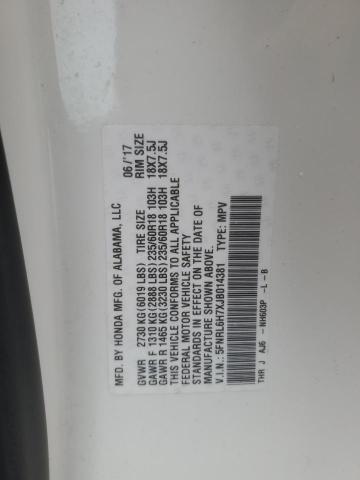 MFD. BY HONDA MFG. OF ALABAMA, LLC 06/'17
GVWR 2730 KG(6019 LBS) TIRE SIZE RIM SIZE
GAWR F 1310 KG(2888 LBS) 235/60R18 103H 18X7.5J
GAWR R 1465 KG(3230 LBS) 235/60R18 103H 18X7.5J
THIS VEHICLE CONFORMS TO ALL APPLICABLE
FEDERAL MOTOR VEHICLE SAFETY
STANDARDS IN EFFECT ON THE DATE OF
MANUFACTURE SHOWN ABOVE.
V.I.N.: 5FNRL6H7XJB014381 TYPE: MPV
THR J AJ6 - NH603P - L - B